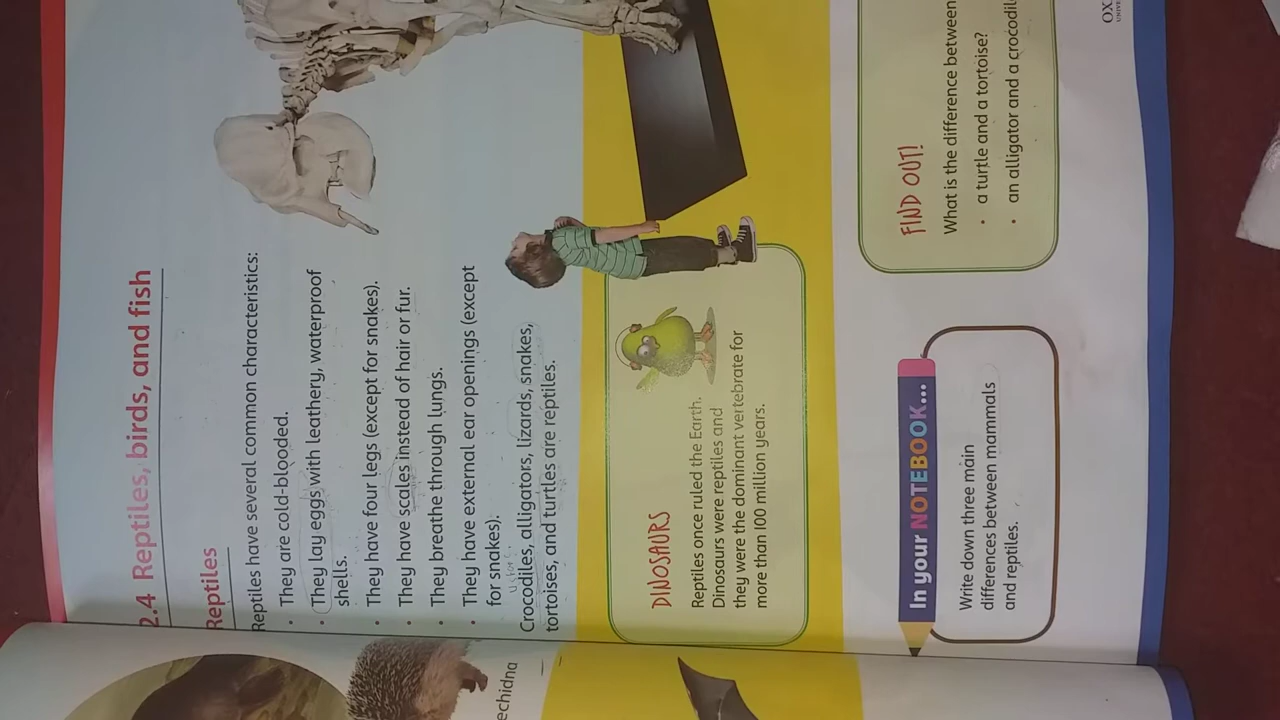 2.4 Reptiles, birds, and fish
Reptiles
Reptiles have several common characteristics:
• They are cold-blooded.
• They lay eggs with leathery, waterproof
shells.
• They have four legs (except for snakes).
• They have scales instead of hair or fur.
• They breathe through lungs.
• They have external ear openings (except
for snakes).
Crocodiles, alligators, lizards, snakes,
tortoises, and turtles are reptiles.
DINOSAURS
Reptiles once ruled the Earth.
Dinosaurs were reptiles and
they were the dominant vertebrate for
more than 100 million years.
In your NOTEBOOK...
Write down three main
differences between mammals
and reptiles.
FIND OUT!
What is the difference between
• a turtle and a tortoise?
• an alligator and a
echidna